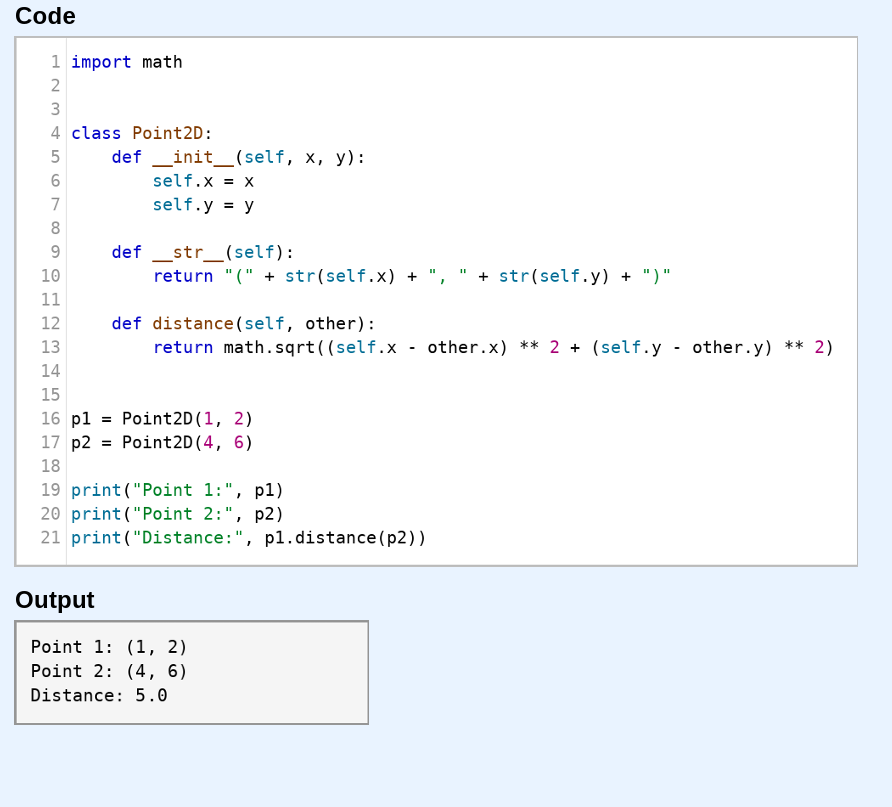 Code
1 import math
2
3
4 class Point2D:
5     def __init__(self, x, y):
6         self.x = x
7         self.y = y
8
9     def __str__(self):
10         return "(" + str(self.x) + ", " + str(self.y) + ")"
11
12     def distance(self, other):
13         return math.sqrt((self.x - other.x) ** 2 + (self.y - other.y) ** 2)
14
15
16 p1 = Point2D(1, 2)
17 p2 = Point2D(4, 6)
18
19 print("Point 1:", p1)
20 print("Point 2:", p2)
21 print("Distance:", p1.distance(p2))
Output
Point 1: (1, 2)
Point 2: (4, 6)
Distance: 5.0